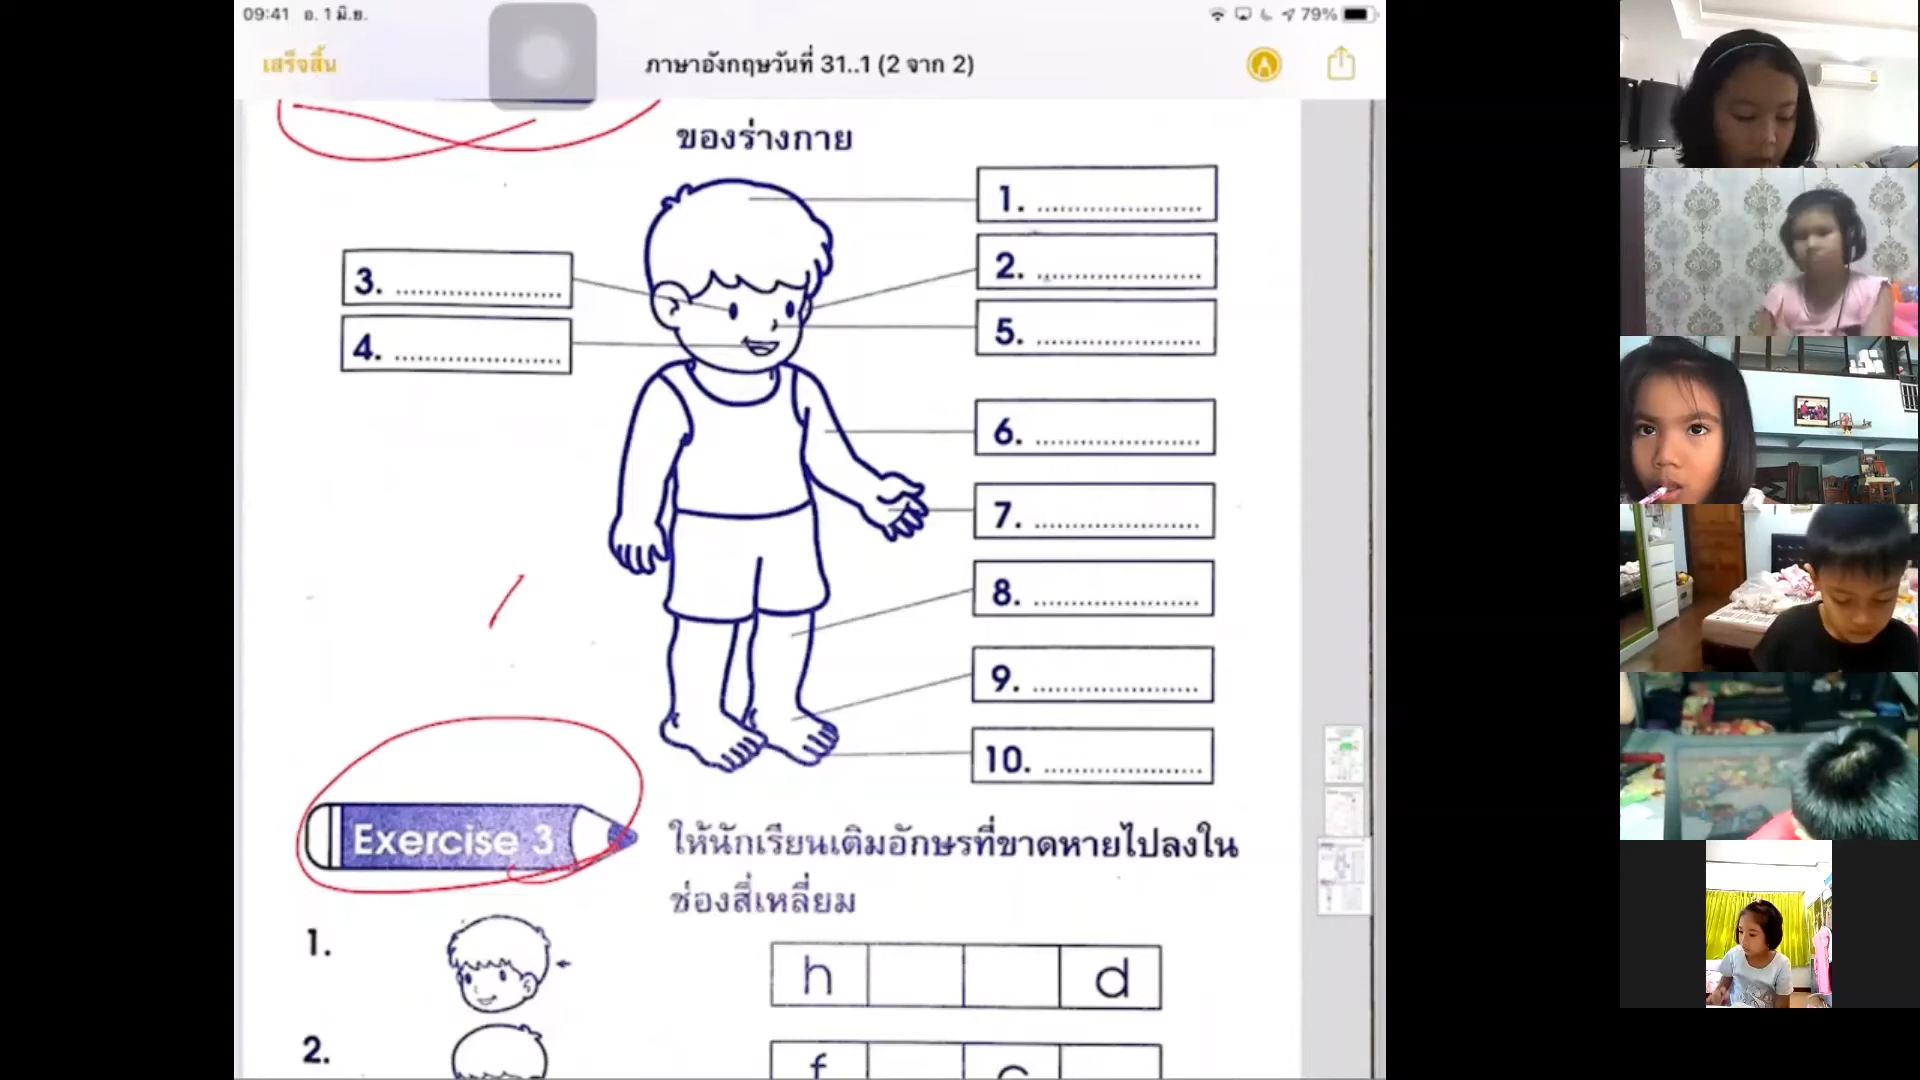 09:41 อ. 1 มิ.ย.
79%
เสร็จสิ้น
ภาษาอังกฤษวันที่ 31..1 (2 จาก 2)
ของร่างกาย
1. ........................
2. ........................
3. ........................
4. ........................
5. ........................
6. ........................
7. ........................
8. ........................
9. ........................
10. ........................
Exercise 3
ให้นักเรียนเติมอักษรที่ขาดหายไปลงใน
ช่องสี่เหลี่ยม
1.
h d
2.
f c